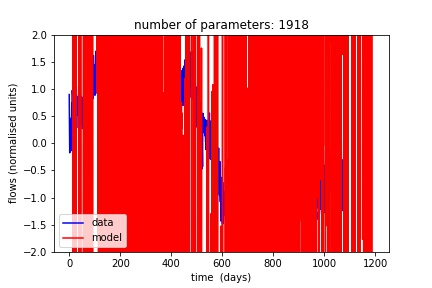 number of parameters: 1918
flows (normalised units)
2.0
1.5
1.0
0.5
0.0
−0.5
−1.0
−1.5
−2.0
data
model
0 200 400 600 800 1000 1200
time (days)